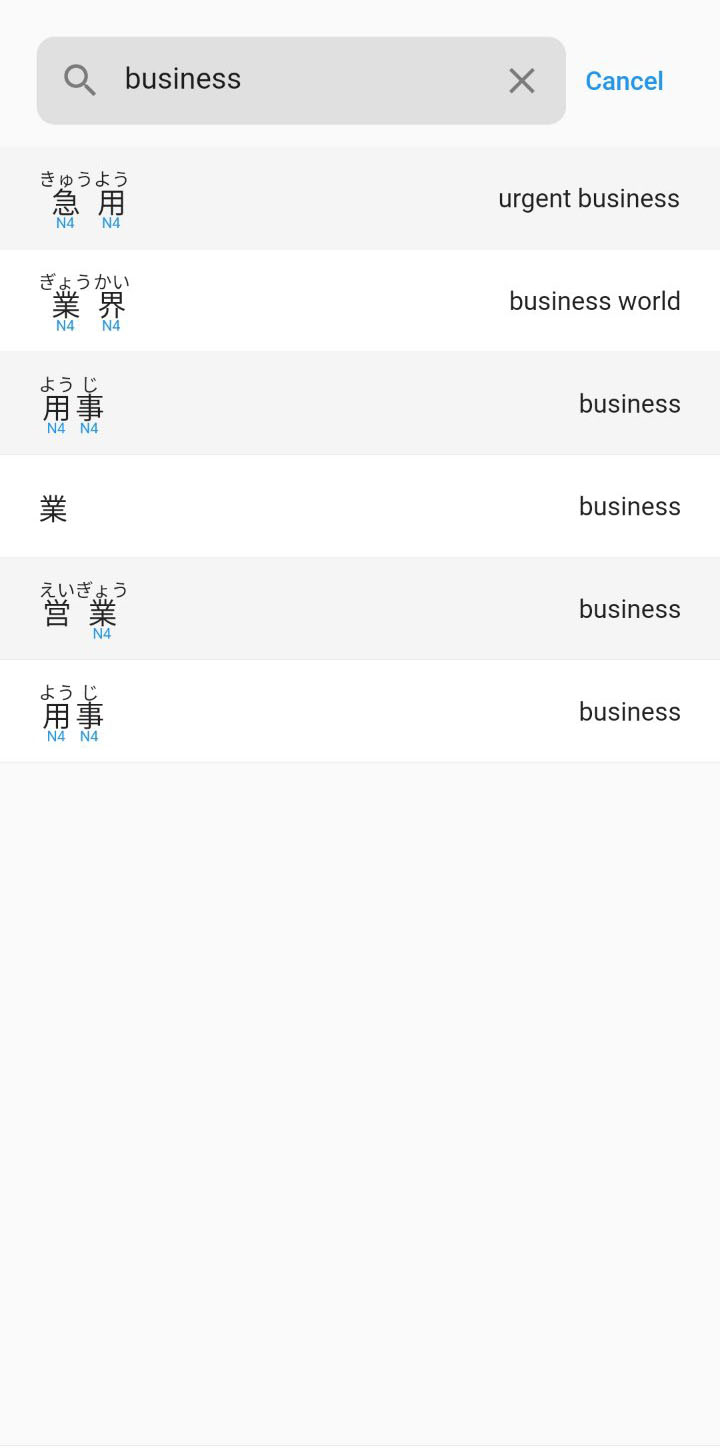 business
Cancel
きゅうよう
急用
urgent business
N4 N4
ぎょうかい
業界
business world
N4 N4
ようじ
用事
business
N4 N4
業
business
えいぎょう
営業
business
N4
ようじ
用事
business
N4 N4